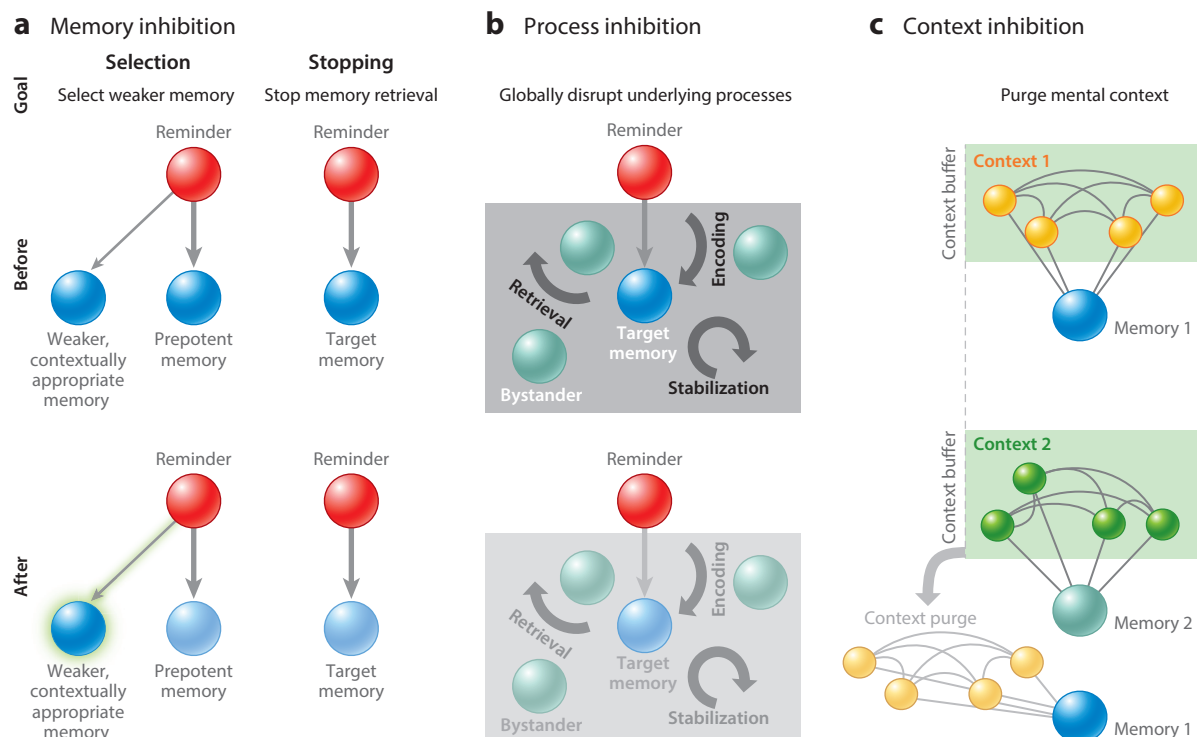 a Memory inhibition
Selection
Stopping
Goal
Select weaker memory
Stop memory retrieval
Reminder
Reminder
Before
Weaker,
contextually
appropriate
memory
Prepotent
memory
Target
memory
Reminder
Reminder
After
Weaker,
contextually
appropriate
memory
Prepotent
memory
Target
memory
b Process inhibition
Globally disrupt underlying processes
Reminder
Encoding
Retrieval
Target
memory
Bystander
Stabilization
Reminder
Encoding
Retrieval
Target
memory
Bystander
Stabilization
c Context inhibition
Purge mental context
Context buffer
Context 1
Memory 1
Context buffer
Context 2
Context purge
Memory 2
Memory 1